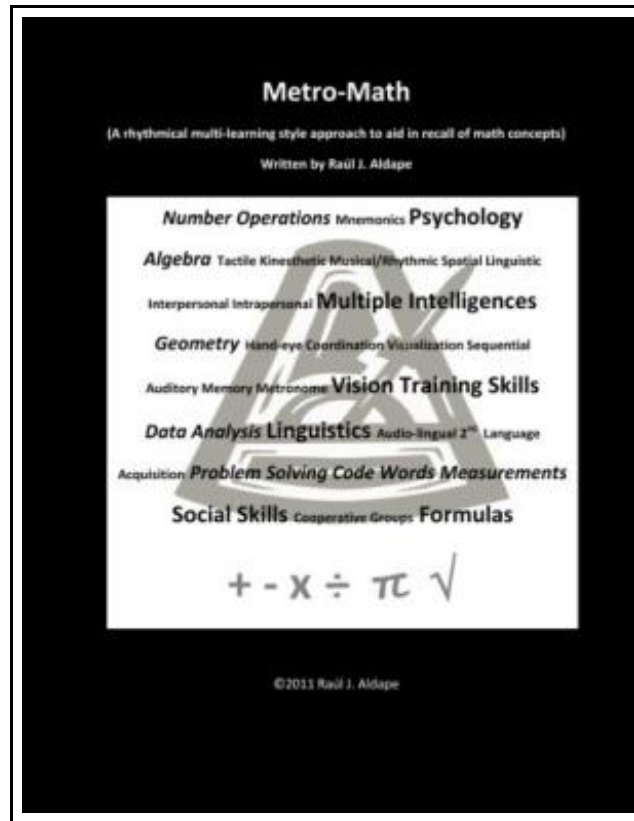 Metro-Math
(A rhythmical multi-learning style approach to aid in recall of math concepts)
Written by Raúl J. Aldape
Number Operations Mnemonics Psychology
Algebra Tactile Kinesthetic Musical/Rhythmic Spatial Linguistic
Interpersonal Intrapersonal Multiple Intelligences
Geometry Hand-eye Coordination Visualization Sequential
Auditory Memory Metronome Vision Training Skills
Data Analysis Linguistics Audio-lingual 2nd Language
Acquisition Problem Solving Code Words Measurements
Social Skills Cooperative Groups Formulas
+ - x ÷ π √
©2011 Raúl J. Aldape